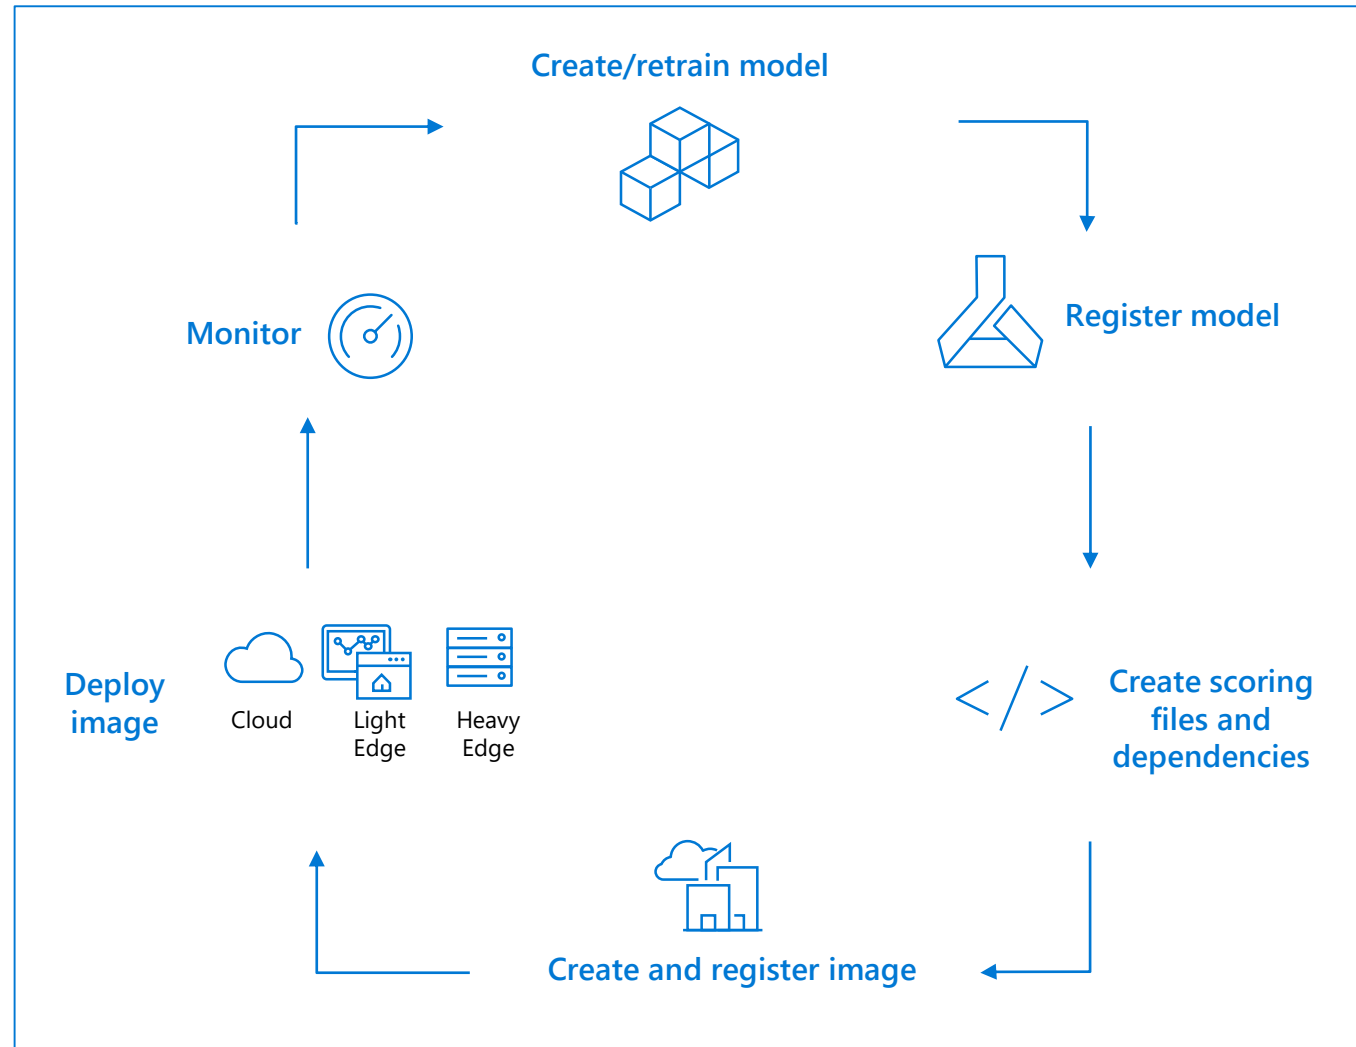 Create/retrain model
Monitor
Register model
Deploy
image
Cloud
Light
Edge
Heavy
Edge
Create scoring
files and
dependencies
Create and register image